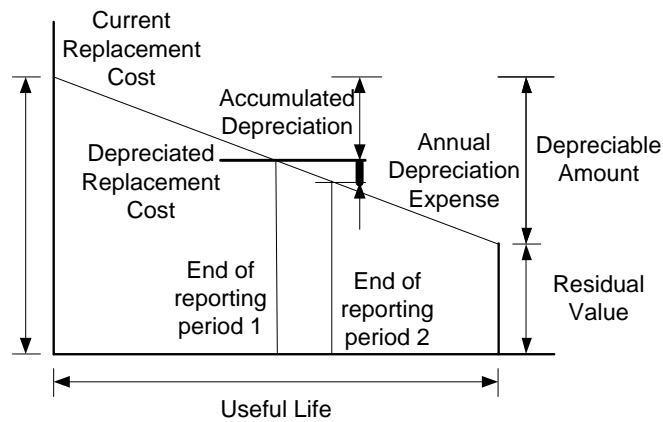 Current
Replacement
Cost
Accumulated
Depreciation
Annual
Depreciation
Expense
Depreciable
Amount
Depreciated
Replacement
Cost
End of
reporting
period 1
End of
reporting
period 2
Residual
Value
Useful Life